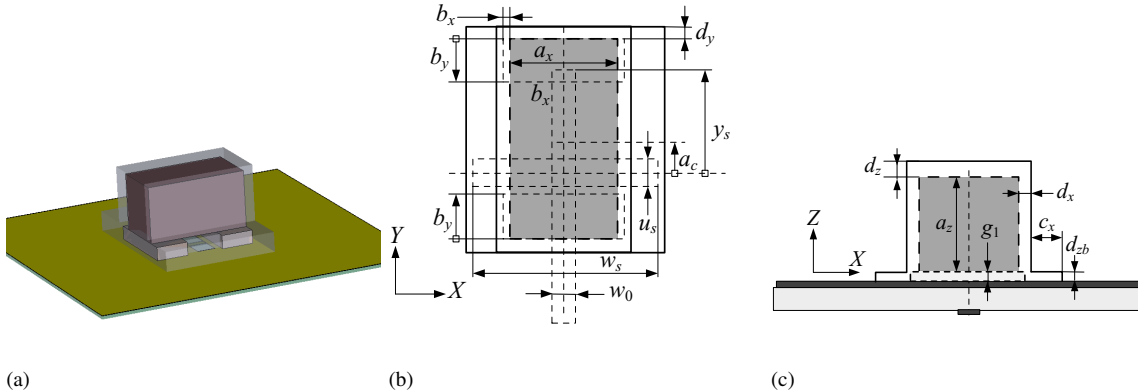 b_x
d_y
b_y
a_x
b_x
y_s
a_c
b_y
u_s
Y
X
w_s
w_0
d_z
d_x
a_z
g_1
c_x
Z
X
d_zb
(a)
(b)
(c)